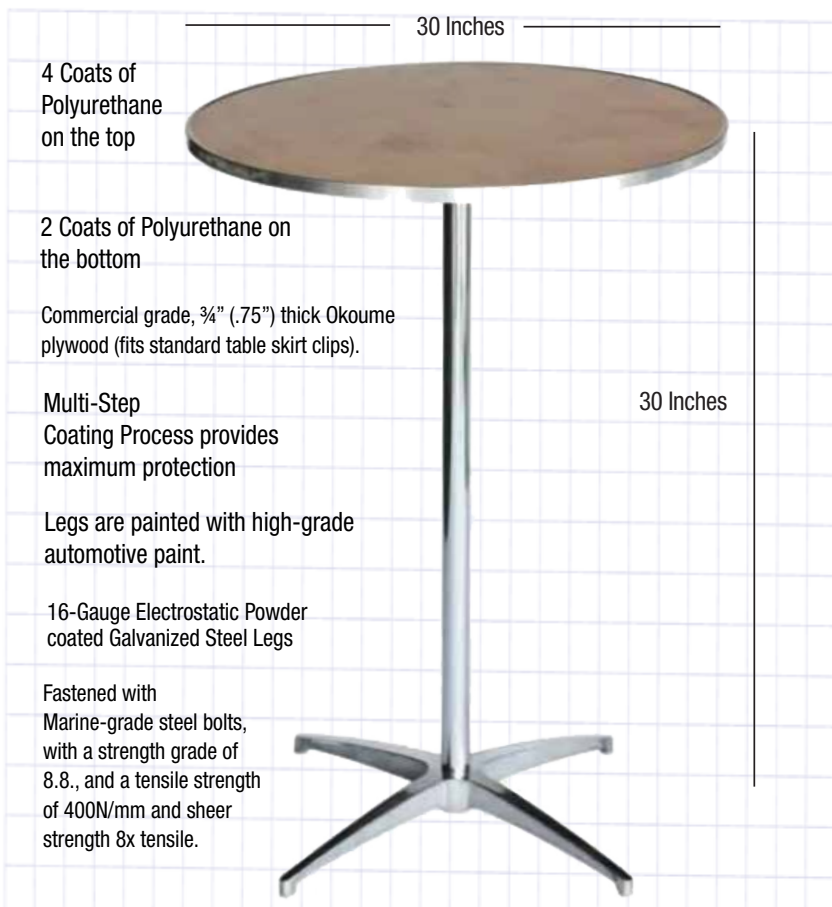 30 Inches
4 Coats of
Polyurethane
on the top
2 Coats of Polyurethane on
the bottom
Commercial grade, ¾” (.75”) thick Okoume
plywood (fits standard table skirt clips).
Multi-Step
Coating Process provides
maximum protection
30 Inches
Legs are painted with high-grade
automotive paint.
16-Gauge Electrostatic Powder
coated Galvanized Steel Legs
Fastened with
Marine-grade steel bolts,
with a strength grade of
8.8., and a tensile strength
of 400N/mm and sheer
strength 8x tensile.